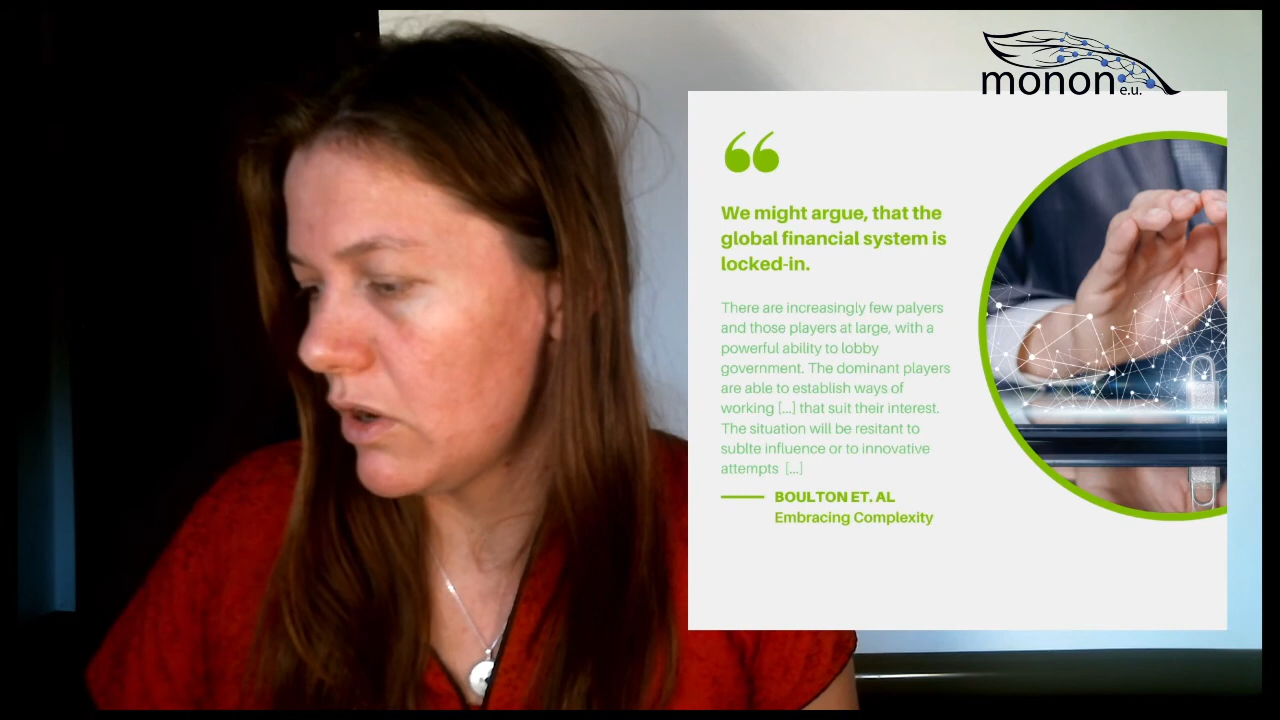 monon e.u.
We might argue, that the
global financial system is
locked-in.
There are increasingly few palyers
and those players at large, with a
powerful ability to lobby
government. The dominant players
are able to establish ways of
working [...] that suit their interest.
The situation will be resitant to
sublte influence or to innovative
attempts [...]
BOULTON ET. AL
Embracing Complexity